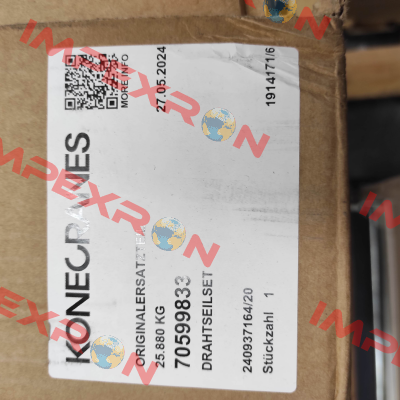 KONECRANES
MORE INFO
27.05.2024
1914171/6
ORIGINALERSATZTEIL
25.880 KG
70599833
DRAHTSEILSET
240937164/20
Stückzahl 1
IMPEXRON
IMPEXRON
IMPEXRON